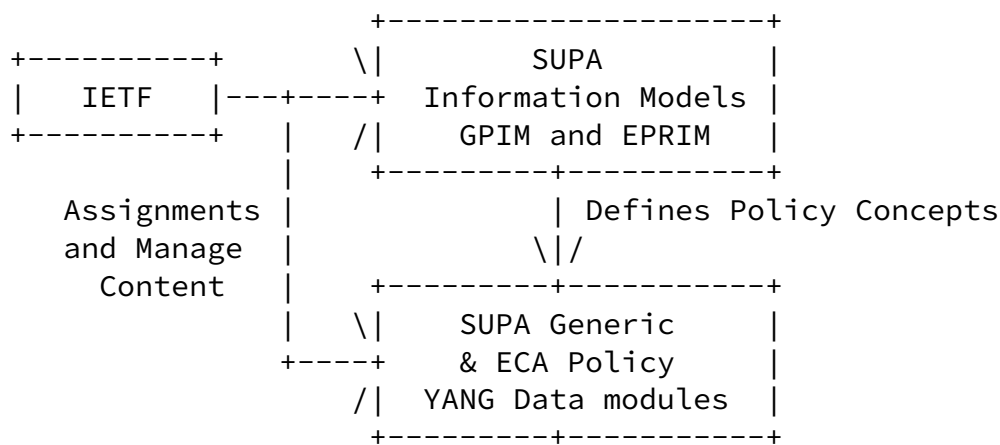 SUPA
IETF
Information Models
GPIM and EPRIM
Assignments
and Manage
Content
Defines Policy Concepts
SUPA Generic
& ECA Policy
YANG Data modules